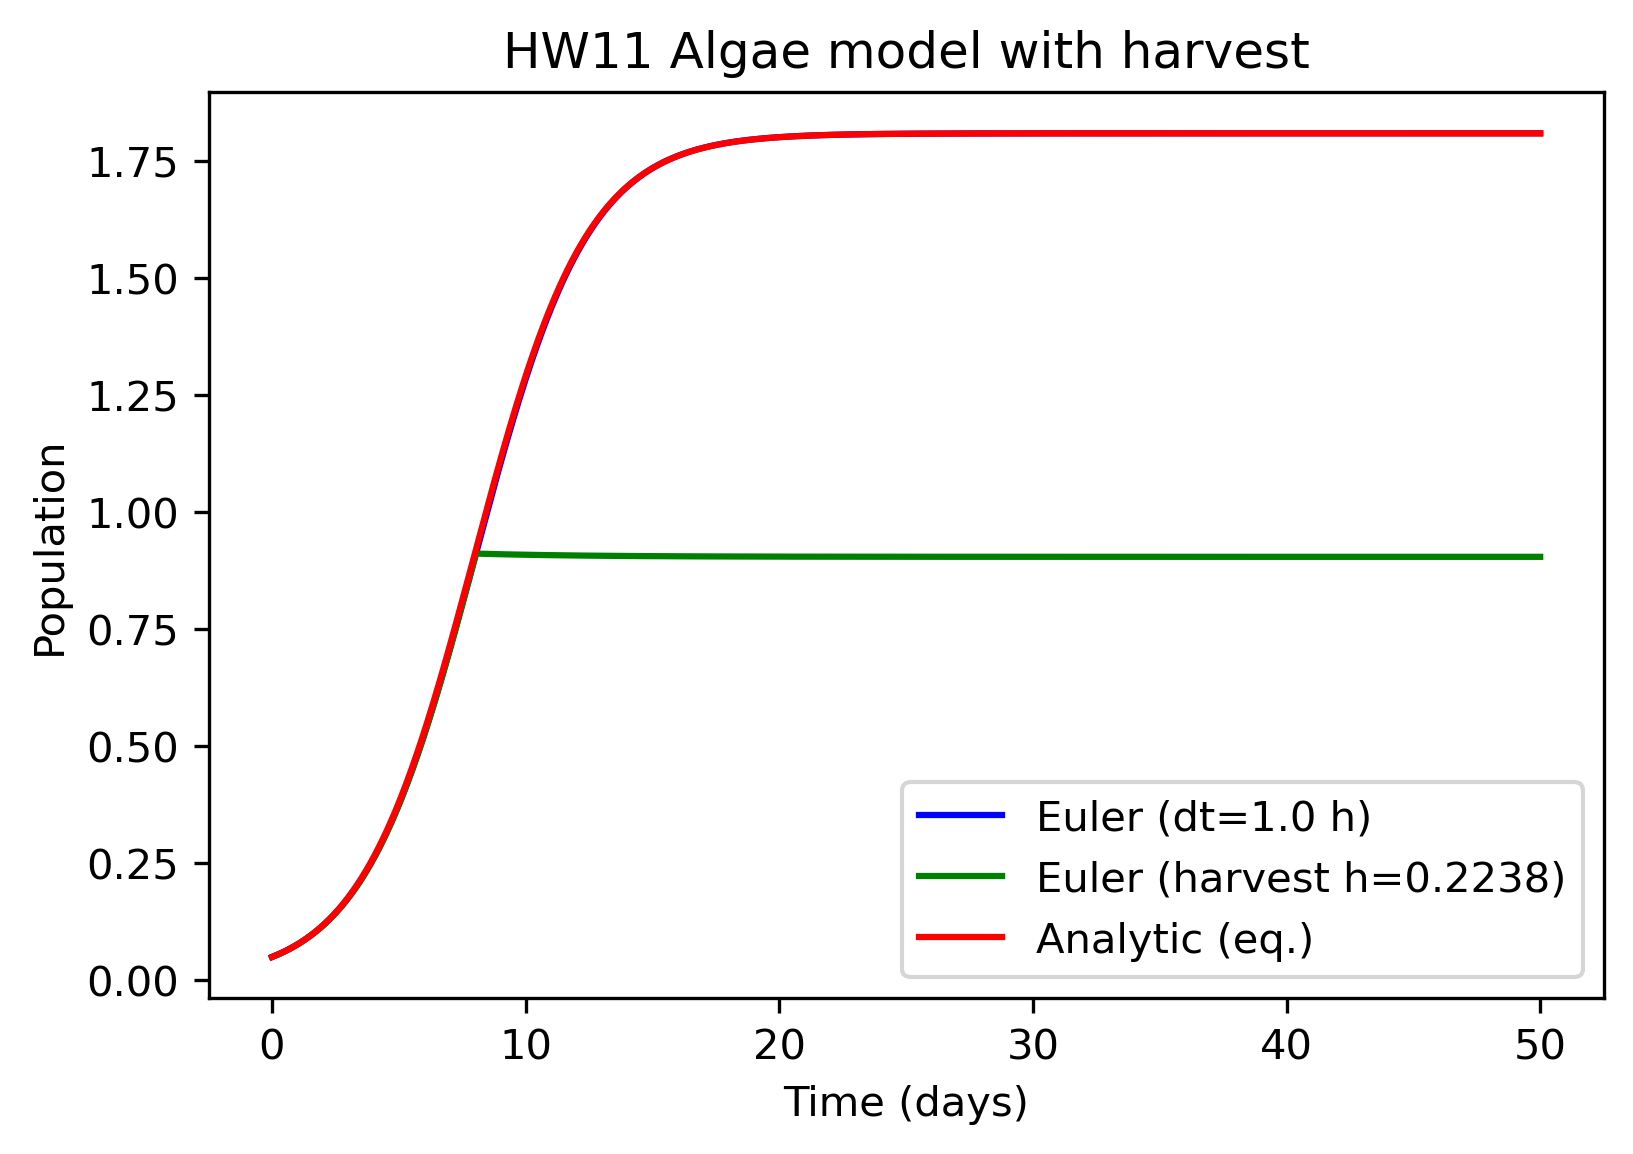 HW11 Algae model with harvest
Population
1.75
1.50
1.25
1.00
0.75
0.50
0.25
0.00
Euler (dt=1.0 h)
Euler (harvest h=0.2238)
Analytic (eq.)
0 10 20 30 40 50
Time (days)